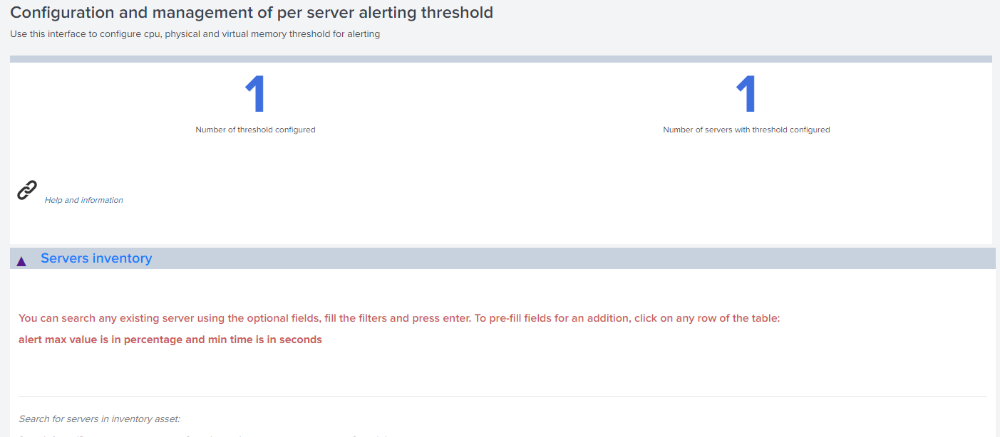 Configuration and management of per server alerting threshold
Use this interface to configure cpu, physical and virtual memory threshold for alerting
1
1
Number of threshold configured
Number of servers with threshold configured
Help and information
Servers inventory
You can search any existing server using the optional fields, fill the filters and press enter. To pre-fill fields for an addition, click on any row of the table:
alert max value is in percentage and min time is in seconds
Search for servers in inventory asset: